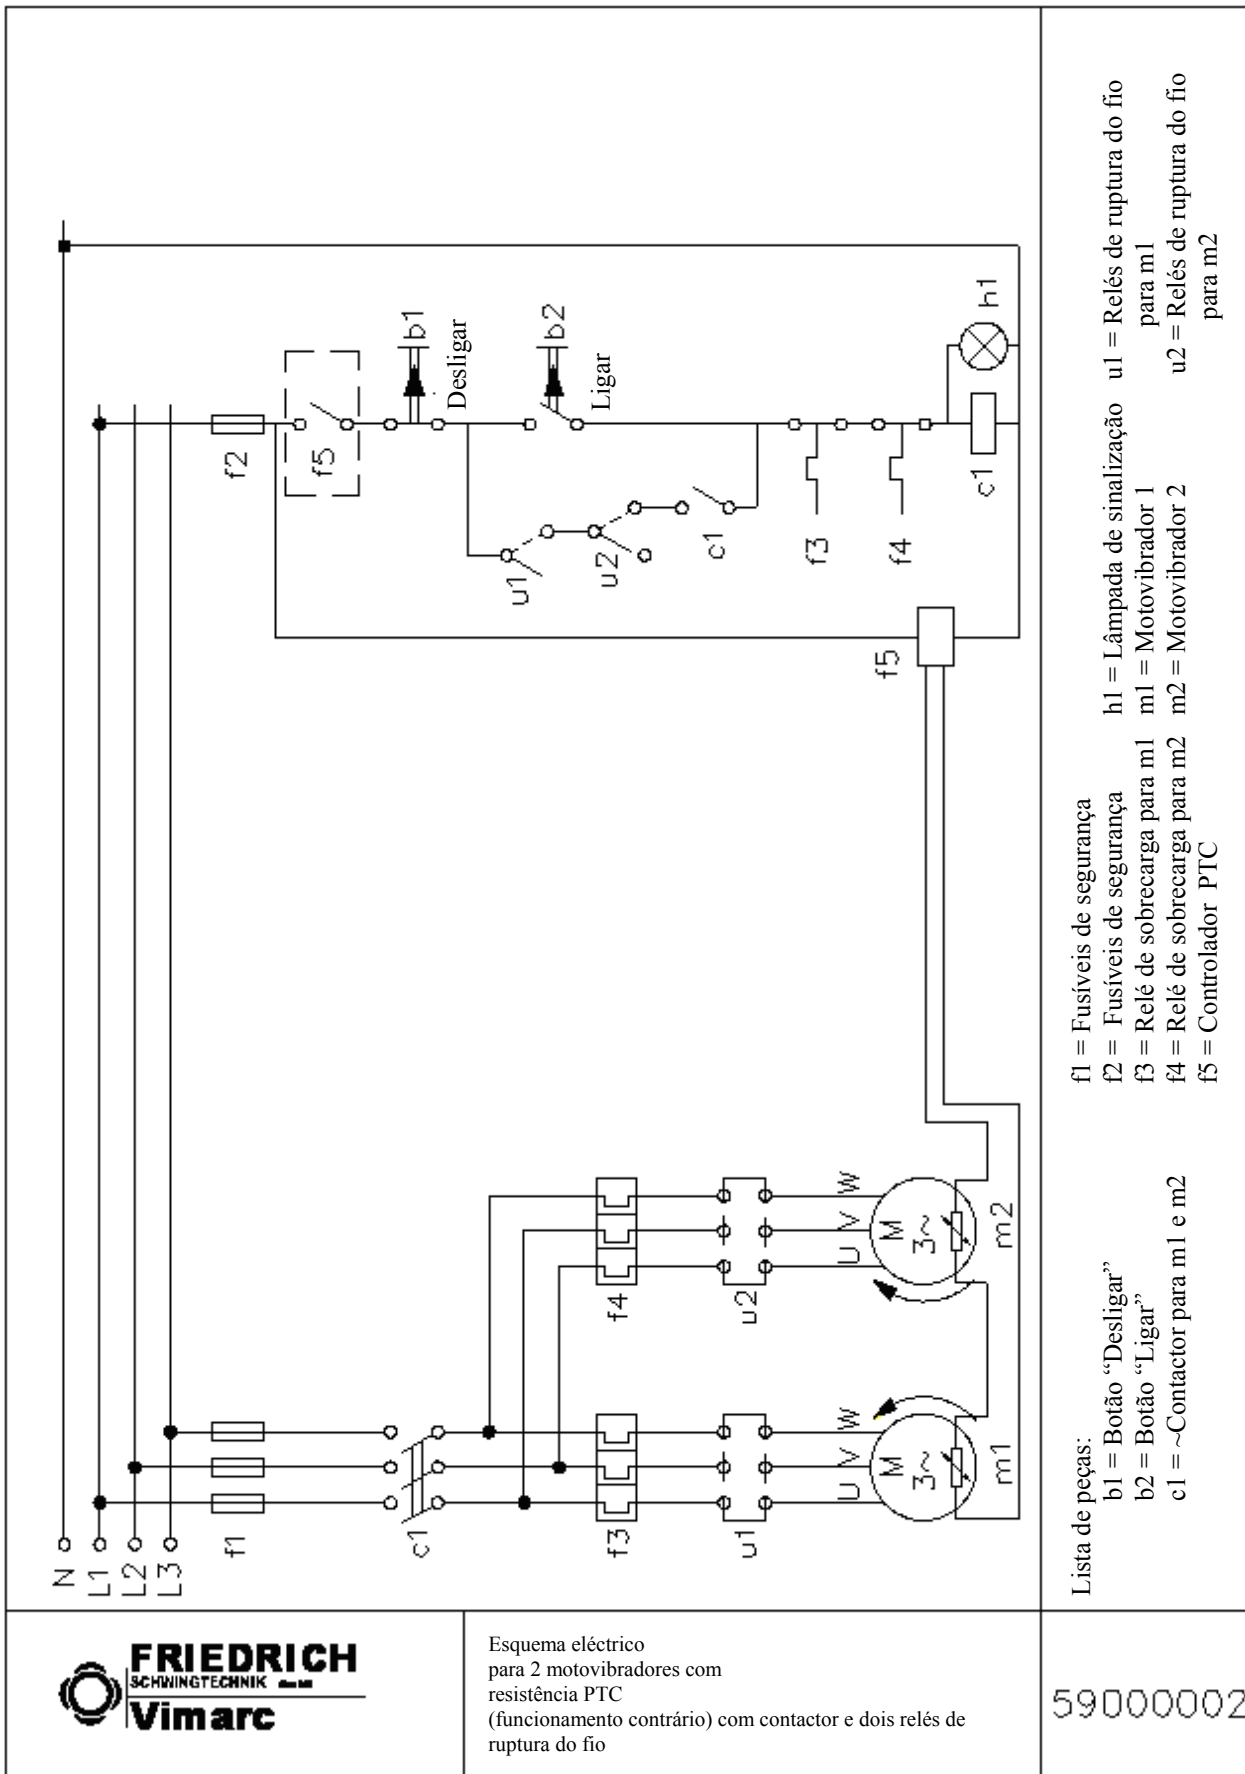 N
L1
L2
L3
f1
c1
f3
u1
U V W
M
3~
m1
f4
u2
U V W
M
3~
m2
f2
f5
b1
Desligar
b2
Ligar
u1
u2
c1
f3
f4
f5
c1
h1
Lista de peças:
b1 = Botão “Desligar”
b2 = Botão “Ligar”
c1 = ~Contactor para m1 e m2
f1 = Fusíveis de segurança
f2 = Fusíveis de segurança
f3 = Relé de sobrecarga para m1
f4 = Relé de sobrecarga para m2
f5 = Controlador PTC
h1 = Lâmpada de sinalização
m1 = Motovibrador 1
m2 = Motovibrador 2
u1 = Relés de ruptura do fio
para m1
u2 = Relés de ruptura do fio
para m2
FRIEDRICH
SCHWINGTECHNIK
Vimarc
Esquema eléctrico
para 2 motovibradores com
resistência PTC
(funcionamento contrário) com contactor e dois relés de
ruptura do fio
59000002